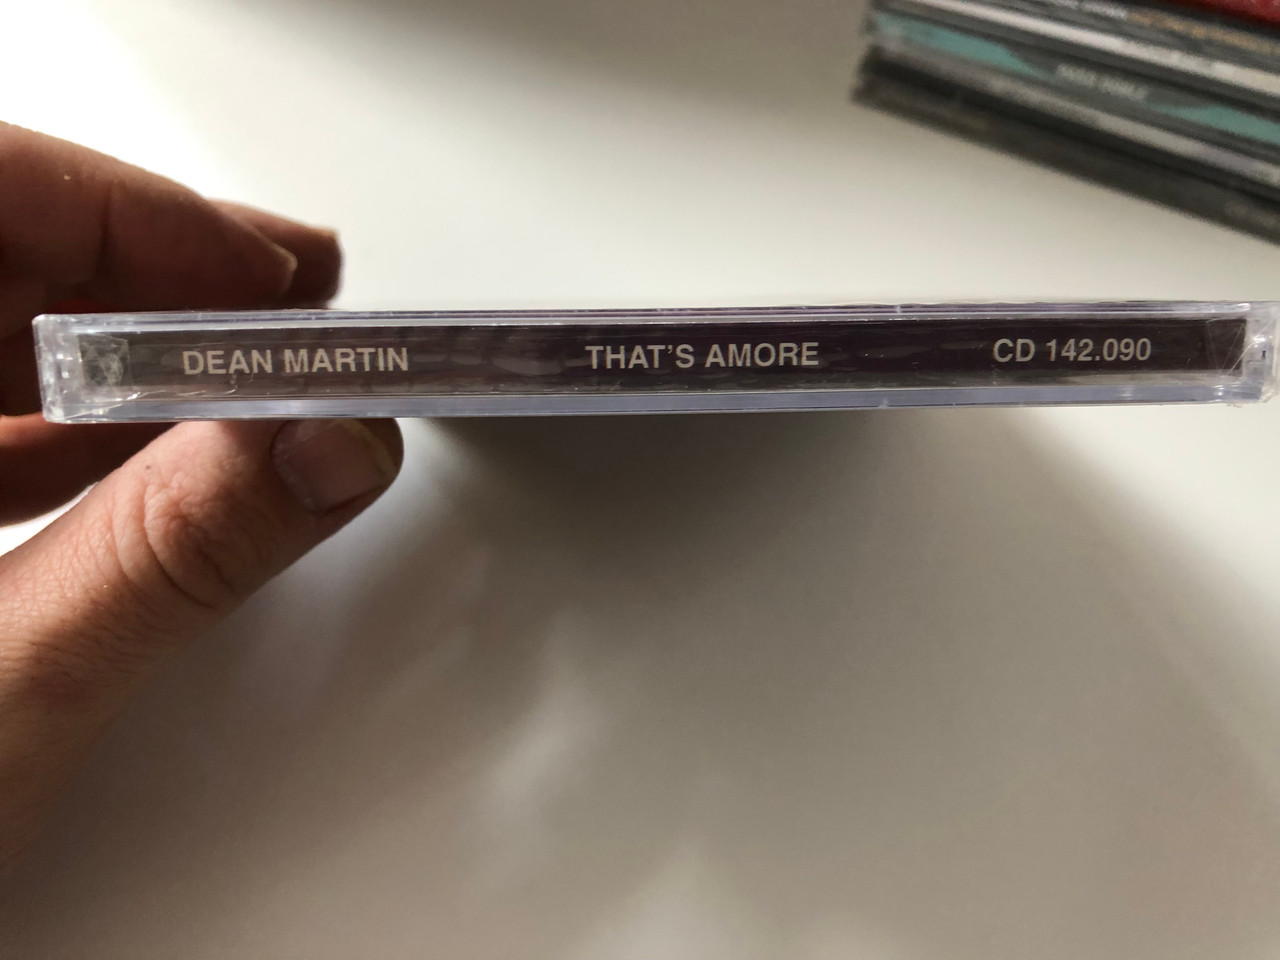 DEAN MARTIN THAT'S AMORE CD 142.090